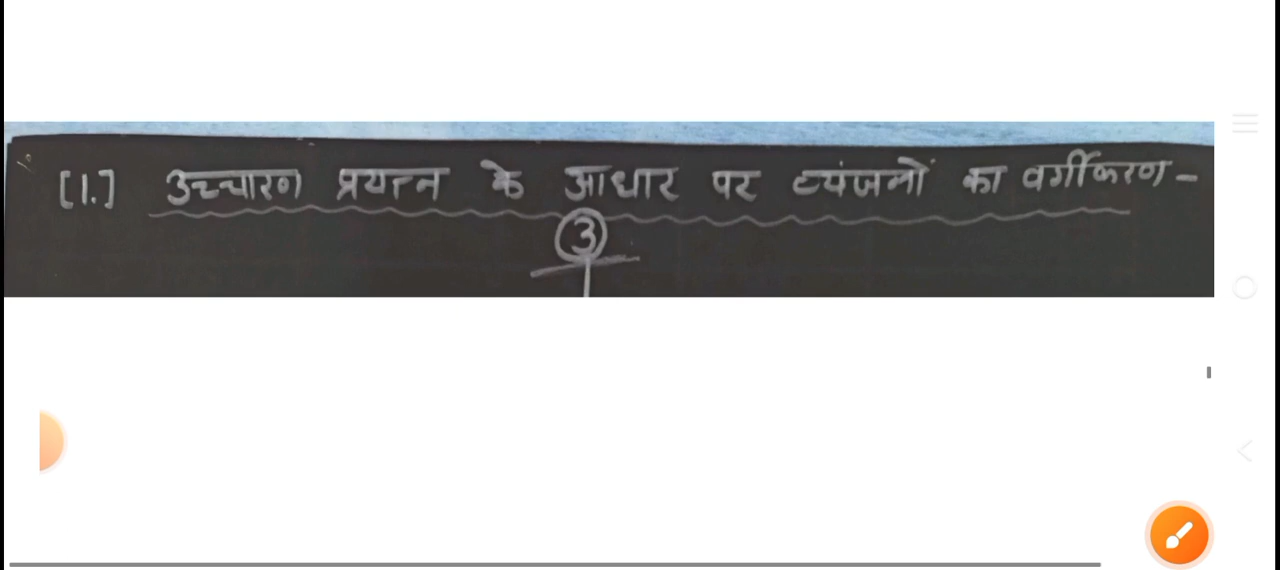 [1.] उच्चारण प्रयत्न के आधार पर व्यंजनों का वर्गीकरण -
3